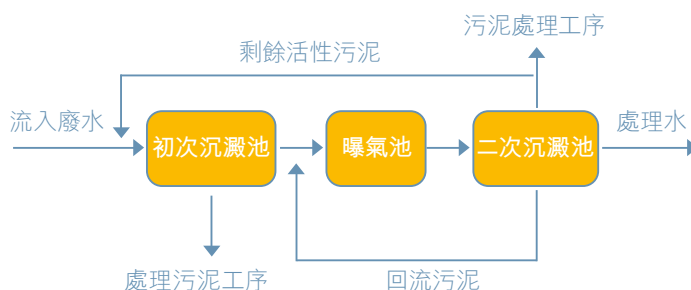 污泥處理工序
剩餘活性污泥
流入廢水
初次沉澱池
曝氣池
二次沉澱池
處理水
處理污泥工序
回流污泥